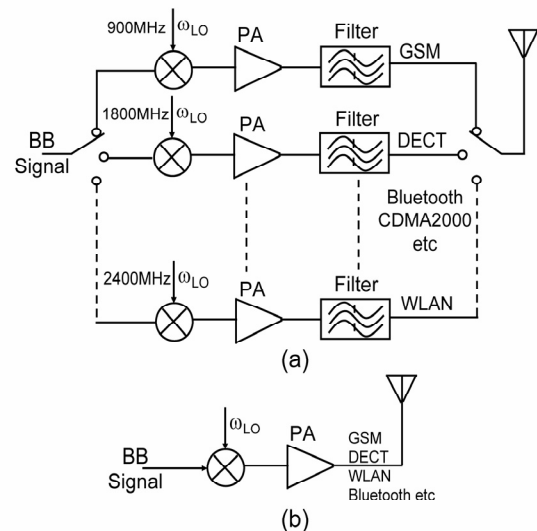 900MHz ωLO PA Filter
GSM
1800MHz ωLO PA Filter
DECT
BB
Signal
Bluetooth
CDMA2000
etc
2400MHz ωLO PA Filter
WLAN
(a)
ωLO PA
GSM
DECT
WLAN
Bluetooth etc
BB
Signal
(b)